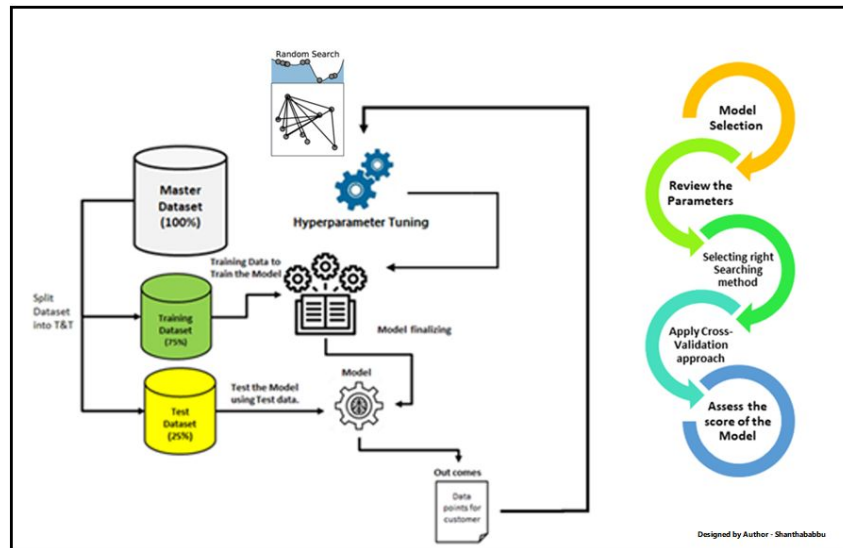 Random Search
Master
Dataset
(100%)
Hyperparameter Tuning
Training Data to
Train the Model
Split
Dataset
into T&T
Training
Dataset
(75%)
Model finalizing
Model
Test the Model
using Test data.
Test
Dataset
(25%)
Out comes
Data
points for
customer
Model
Selection
Review the
Parameters
Selecting right
Searching
method
Apply Cross-
Validation
approach
Assess the
score of the
Model
Designed by Author - Shanthababbu